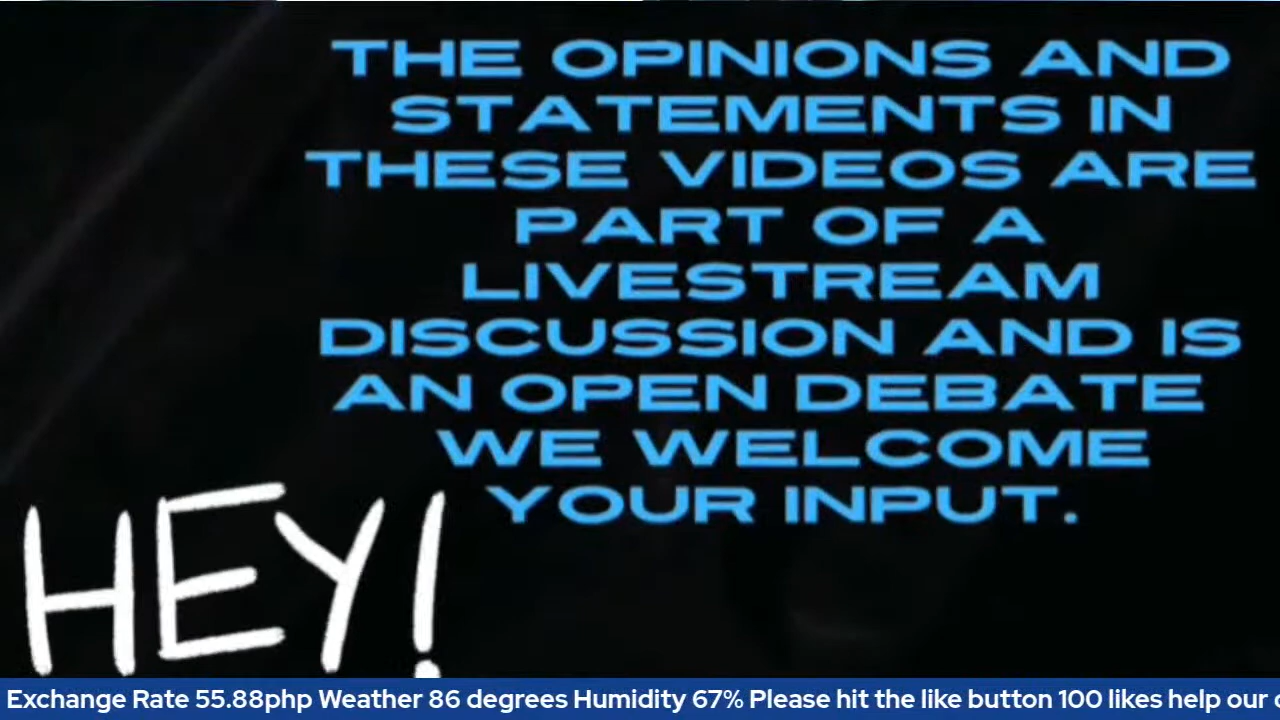 THE OPINIONS AND
STATEMENTS IN
THESE VIDEOS ARE
PART OF A
LIVESTREAM
DISCUSSION AND IS
AN OPEN DEBATE
WE WELCOME
YOUR INPUT.
HEY!
Exchange Rate 55.88php Weather 86 degrees Humidity 67% Please hit the like button 100 likes help our